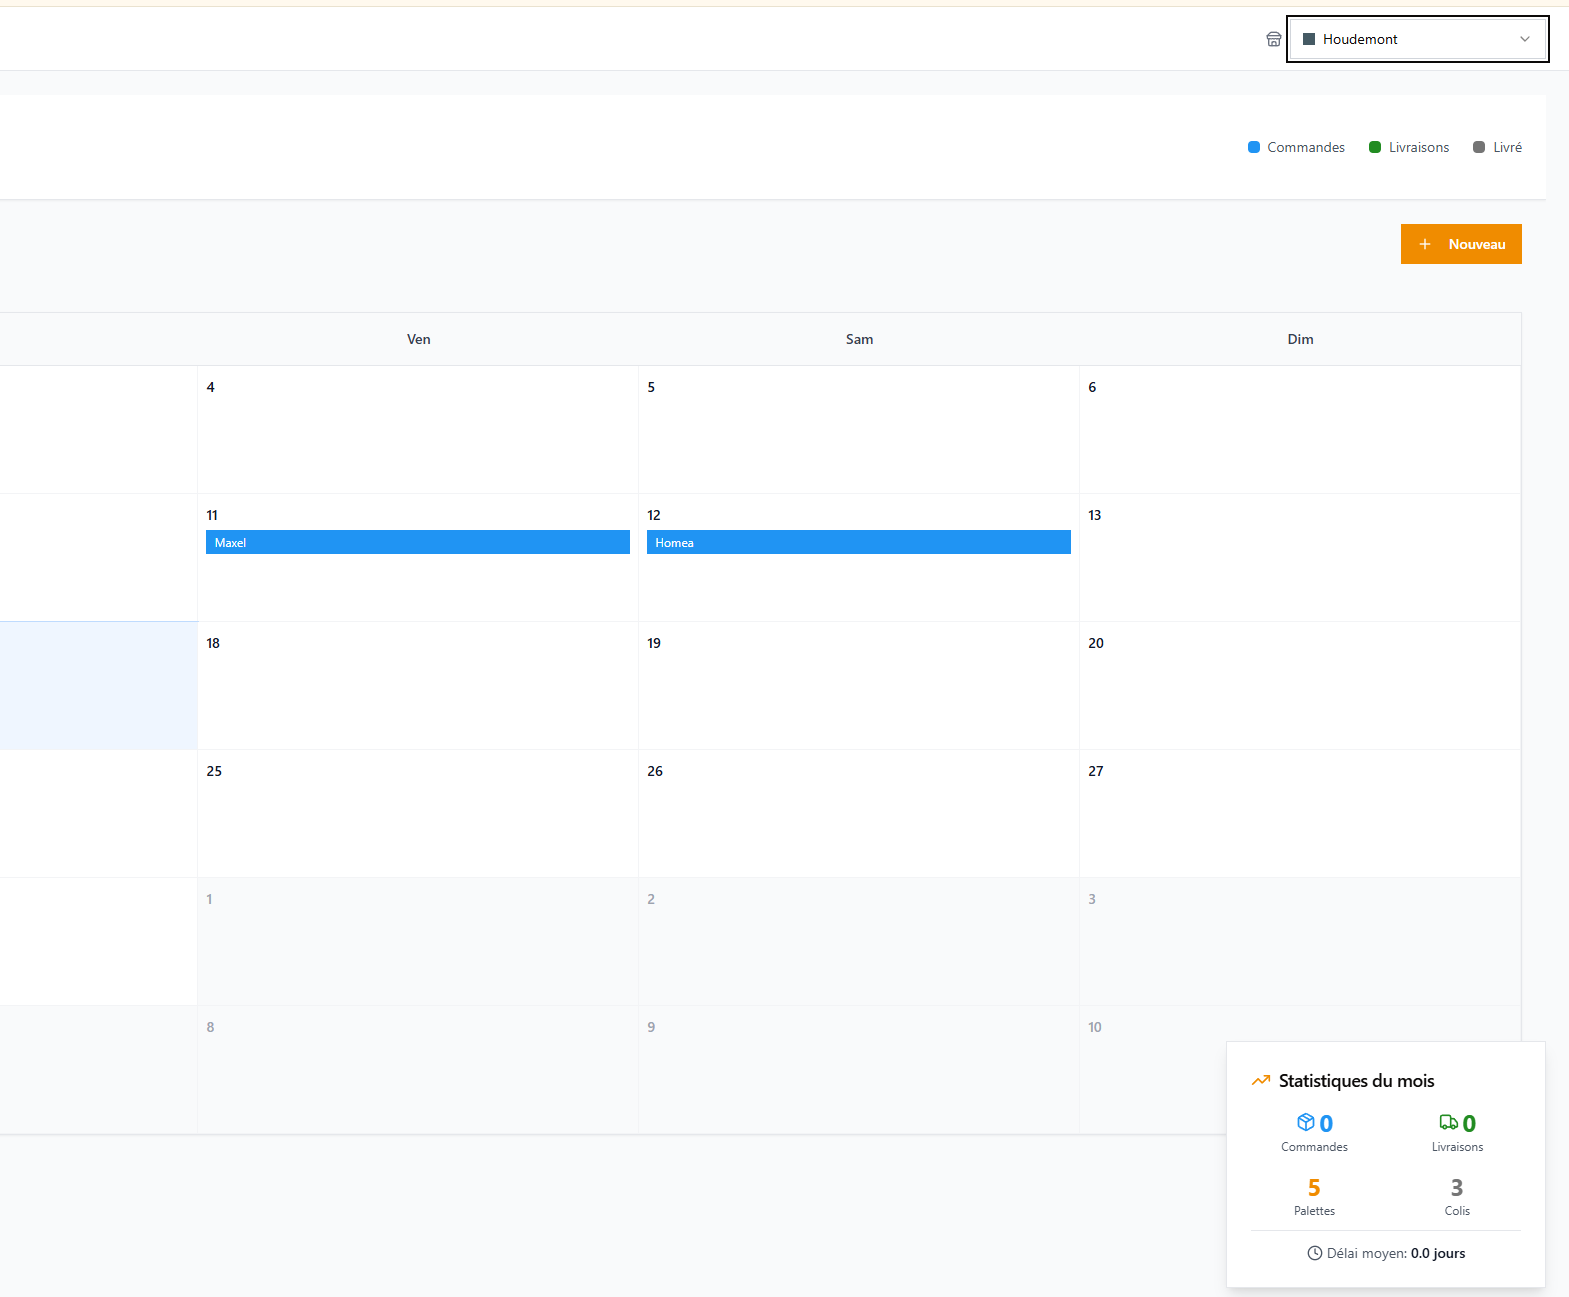 Houdemont
Commandes Livraisons Livré
+ Nouveau
Ven Sam Dim
4 5 6
11 12 13
Maxel Homea
18 19 20
25 26 27
1 2 3
8 9 10
Statistiques du mois
0 0
Commandes Livraisons
5 3
Palettes Colis
Délai moyen: 0.0 jours